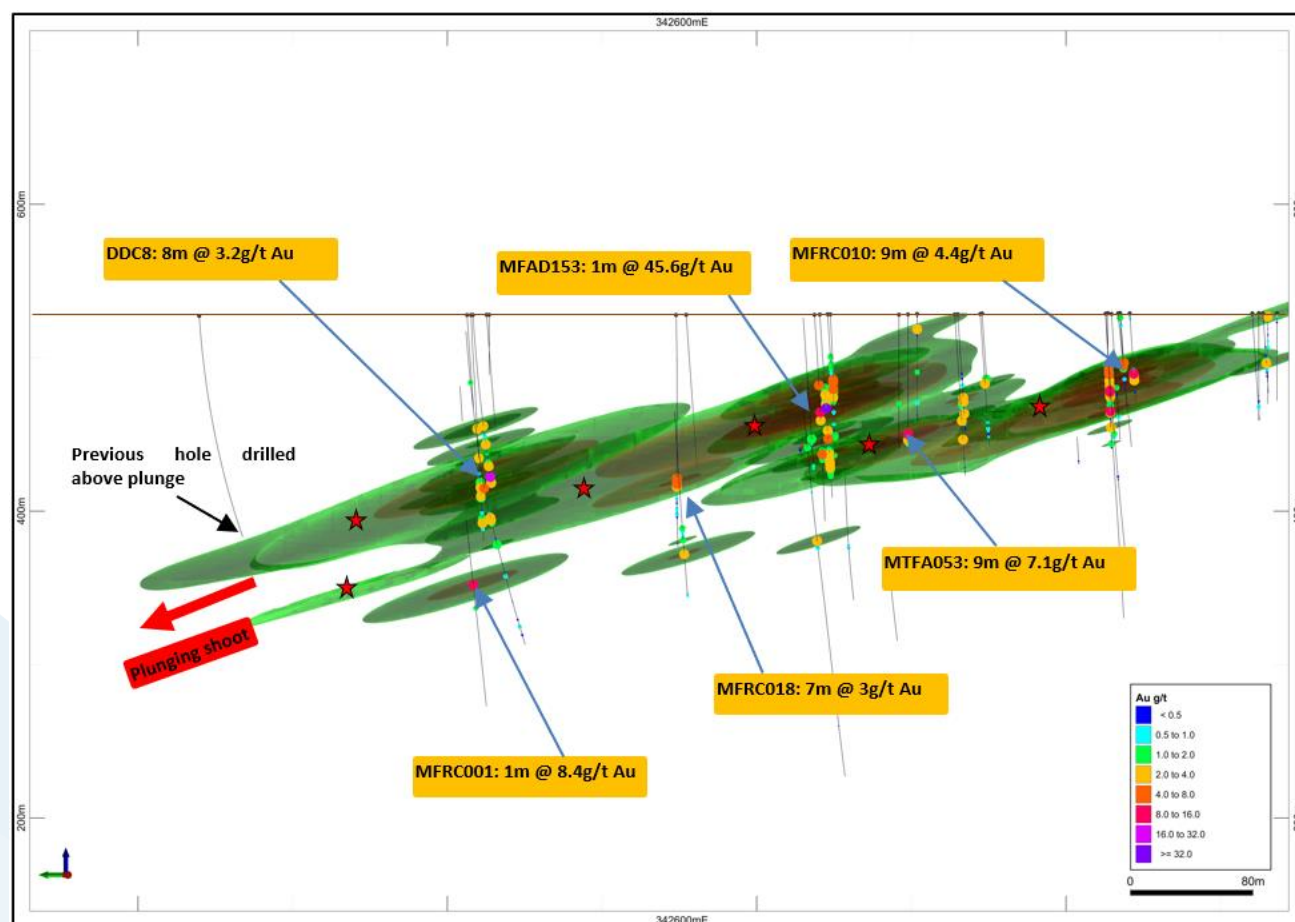 342600mE
600m
DDC8: 8m @ 3.2g/t Au
MFAD153: 1m @ 45.6g/t Au
MFRC010: 9m @ 4.4g/t Au
Previous hole drilled
above plunge
400m
MTFA053: 9m @ 7.1g/t Au
Plunging shoot
MFRC018: 7m @ 3g/t Au
MFRC001: 1m @ 8.4g/t Au
200m
Au g/t
< 0.5
0.5 to 1.0
1.0 to 2.0
2.0 to 4.0
4.0 to 8.0
8.0 to 16.0
16.0 to 32.0
>= 32.0
0 80m
342600mE